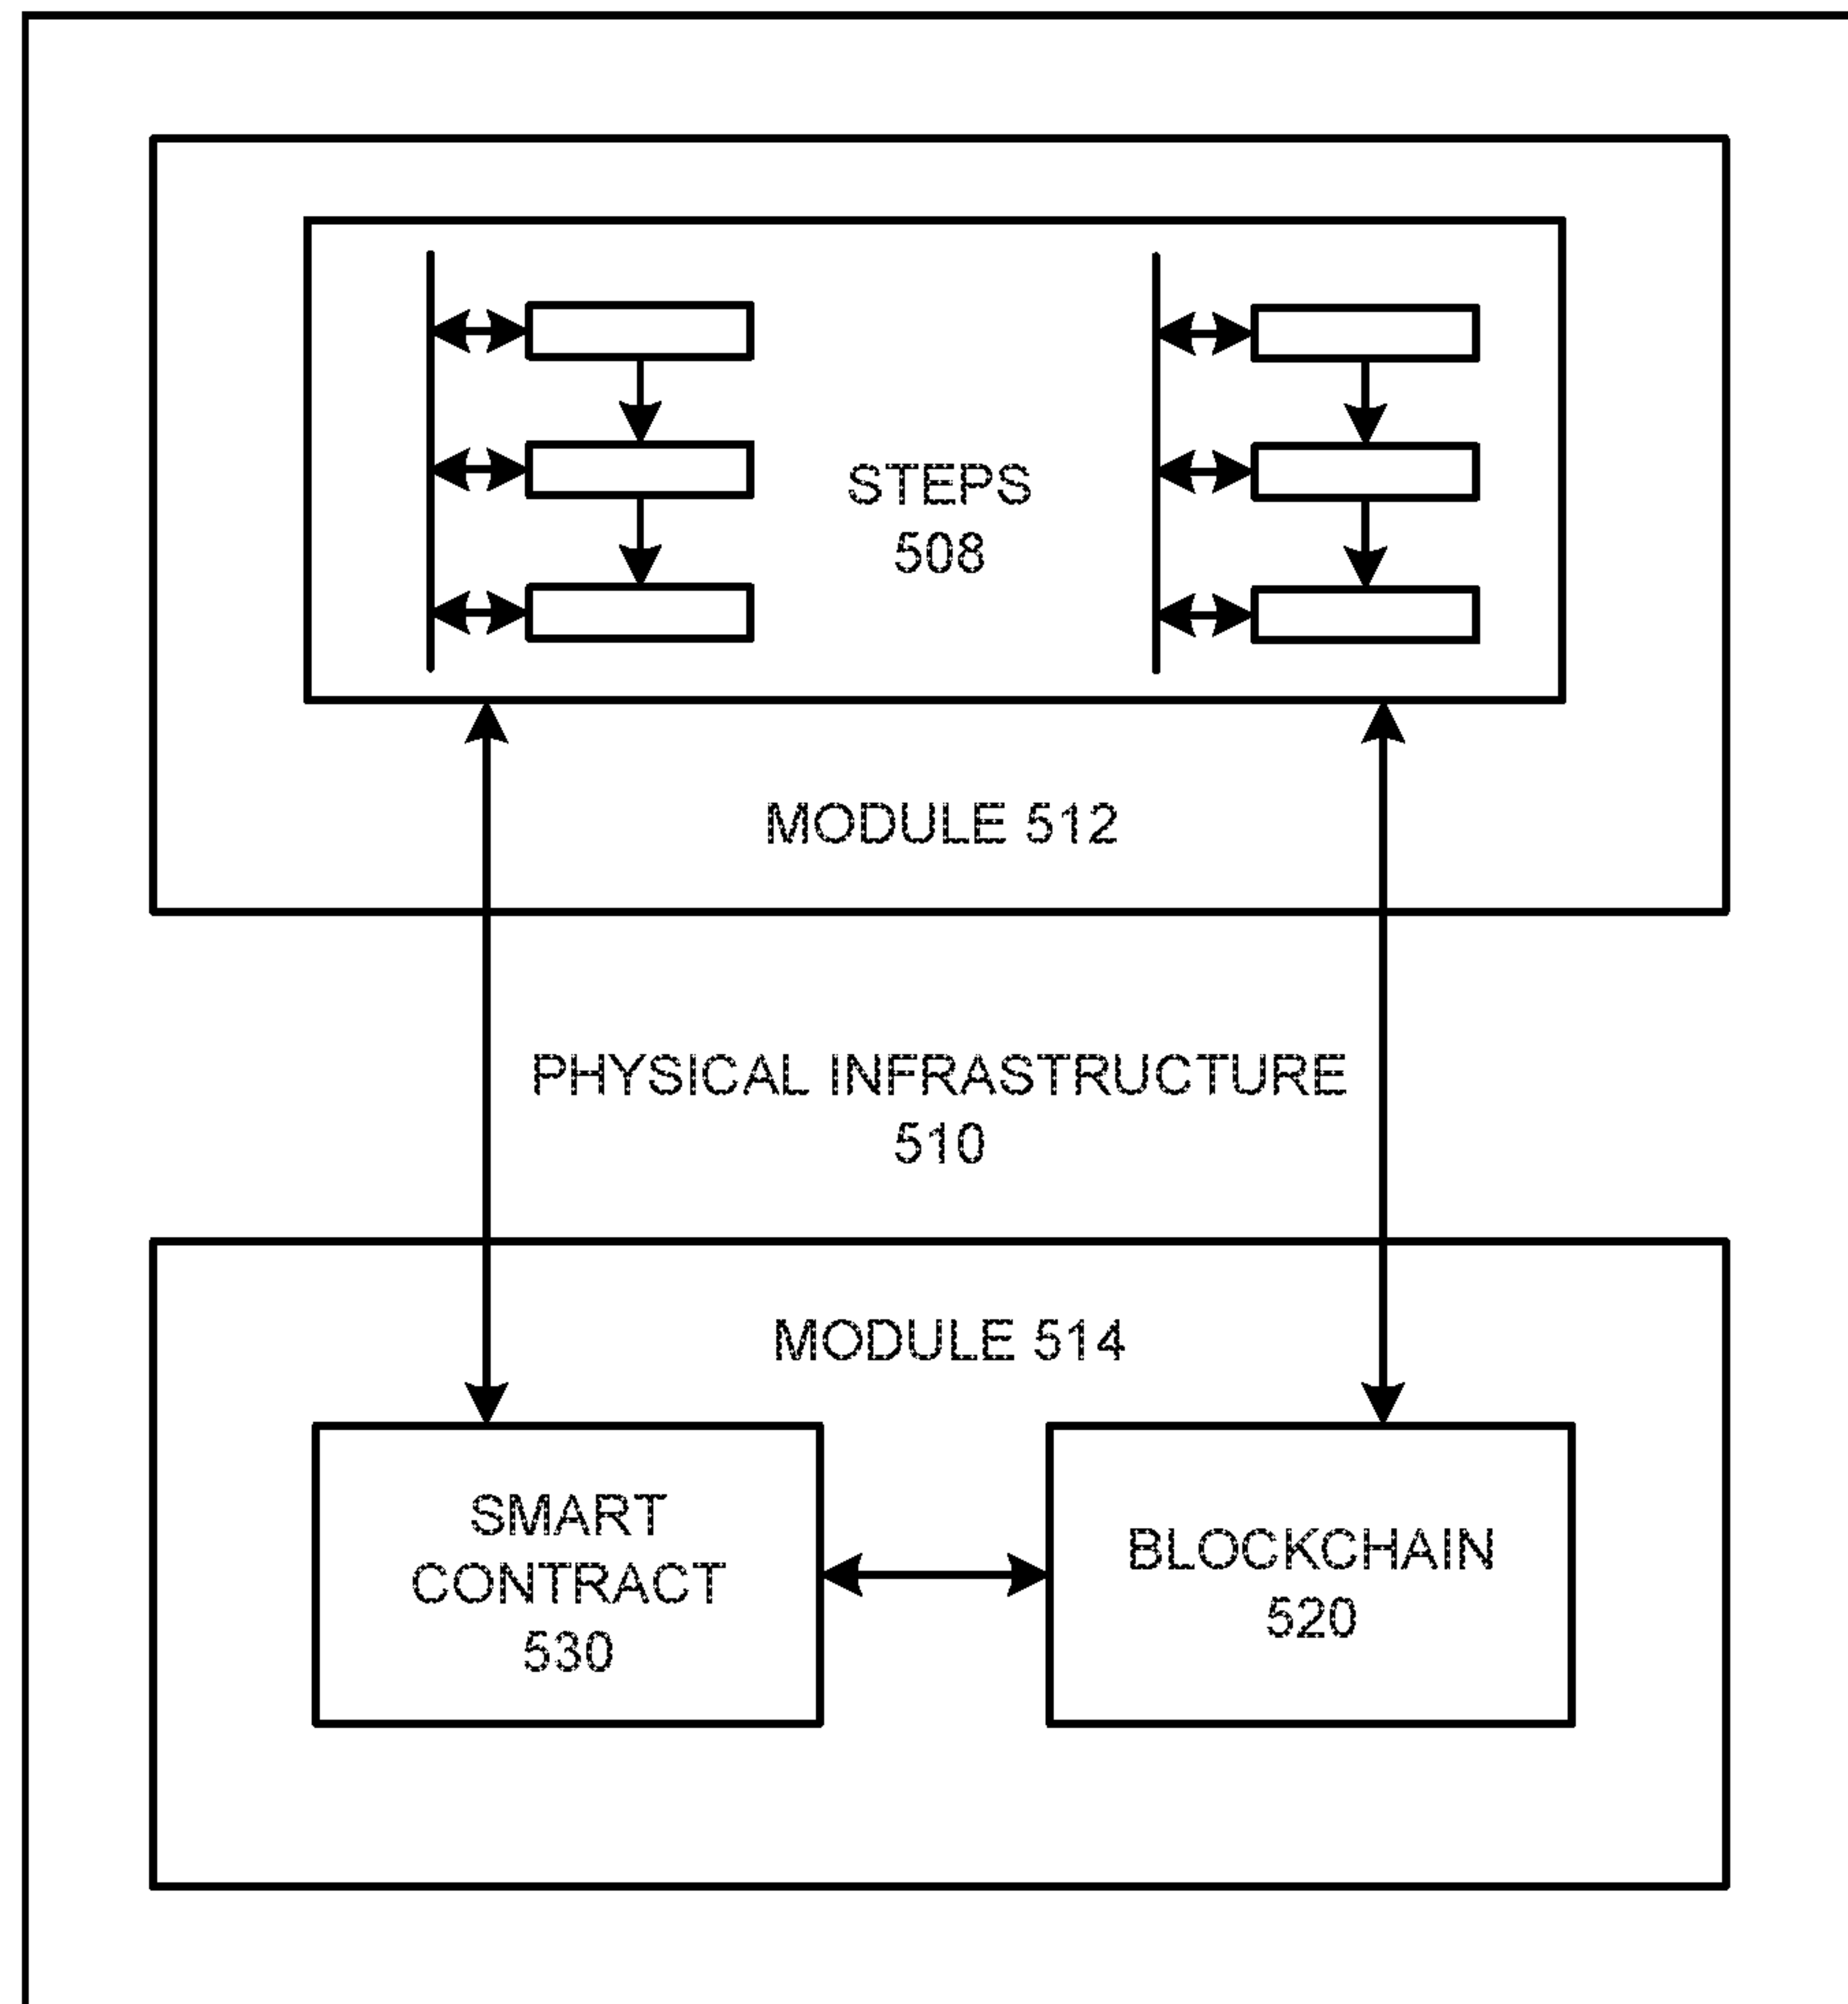 STEPS
508
MODULE 512
PHYSICAL INFRASTRUCTURE
510
MODULE 514
SMART
CONTRACT
530
BLOCKCHAIN
520